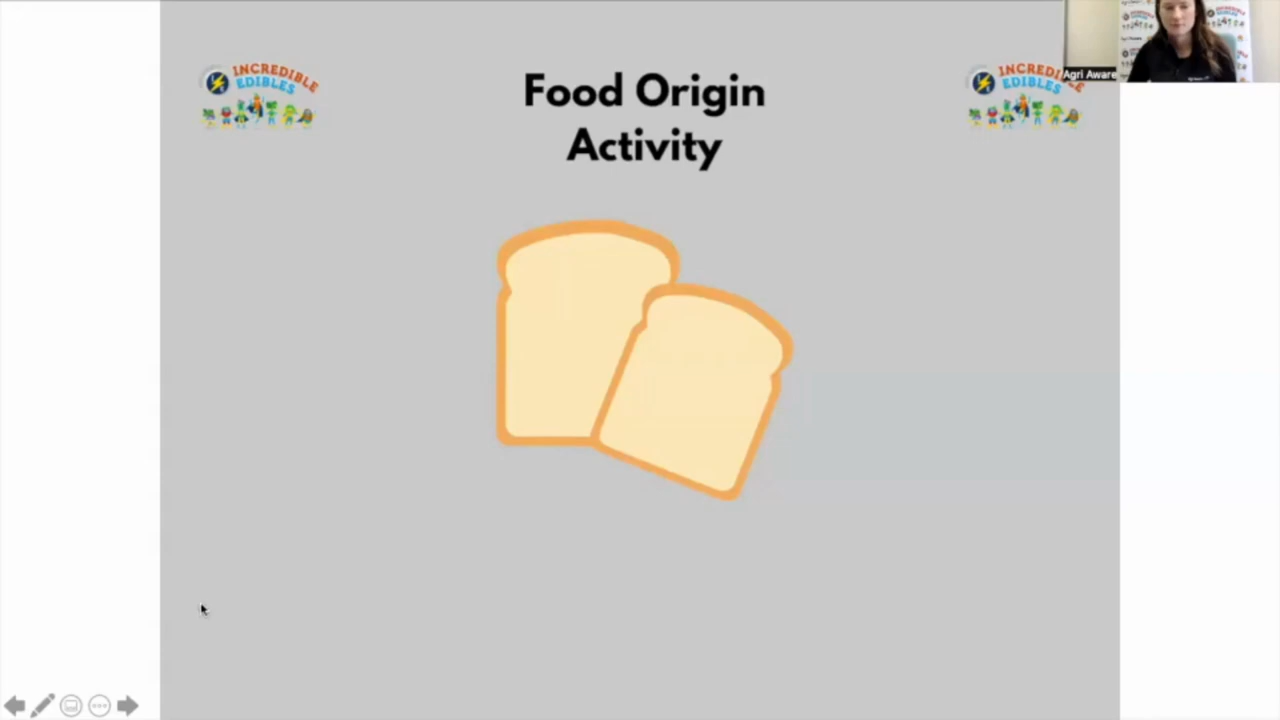 INCREDIBLE
EDIBLES
Food Origin
Activity
INCREDIBLE
EDIBLES
Agri Aware